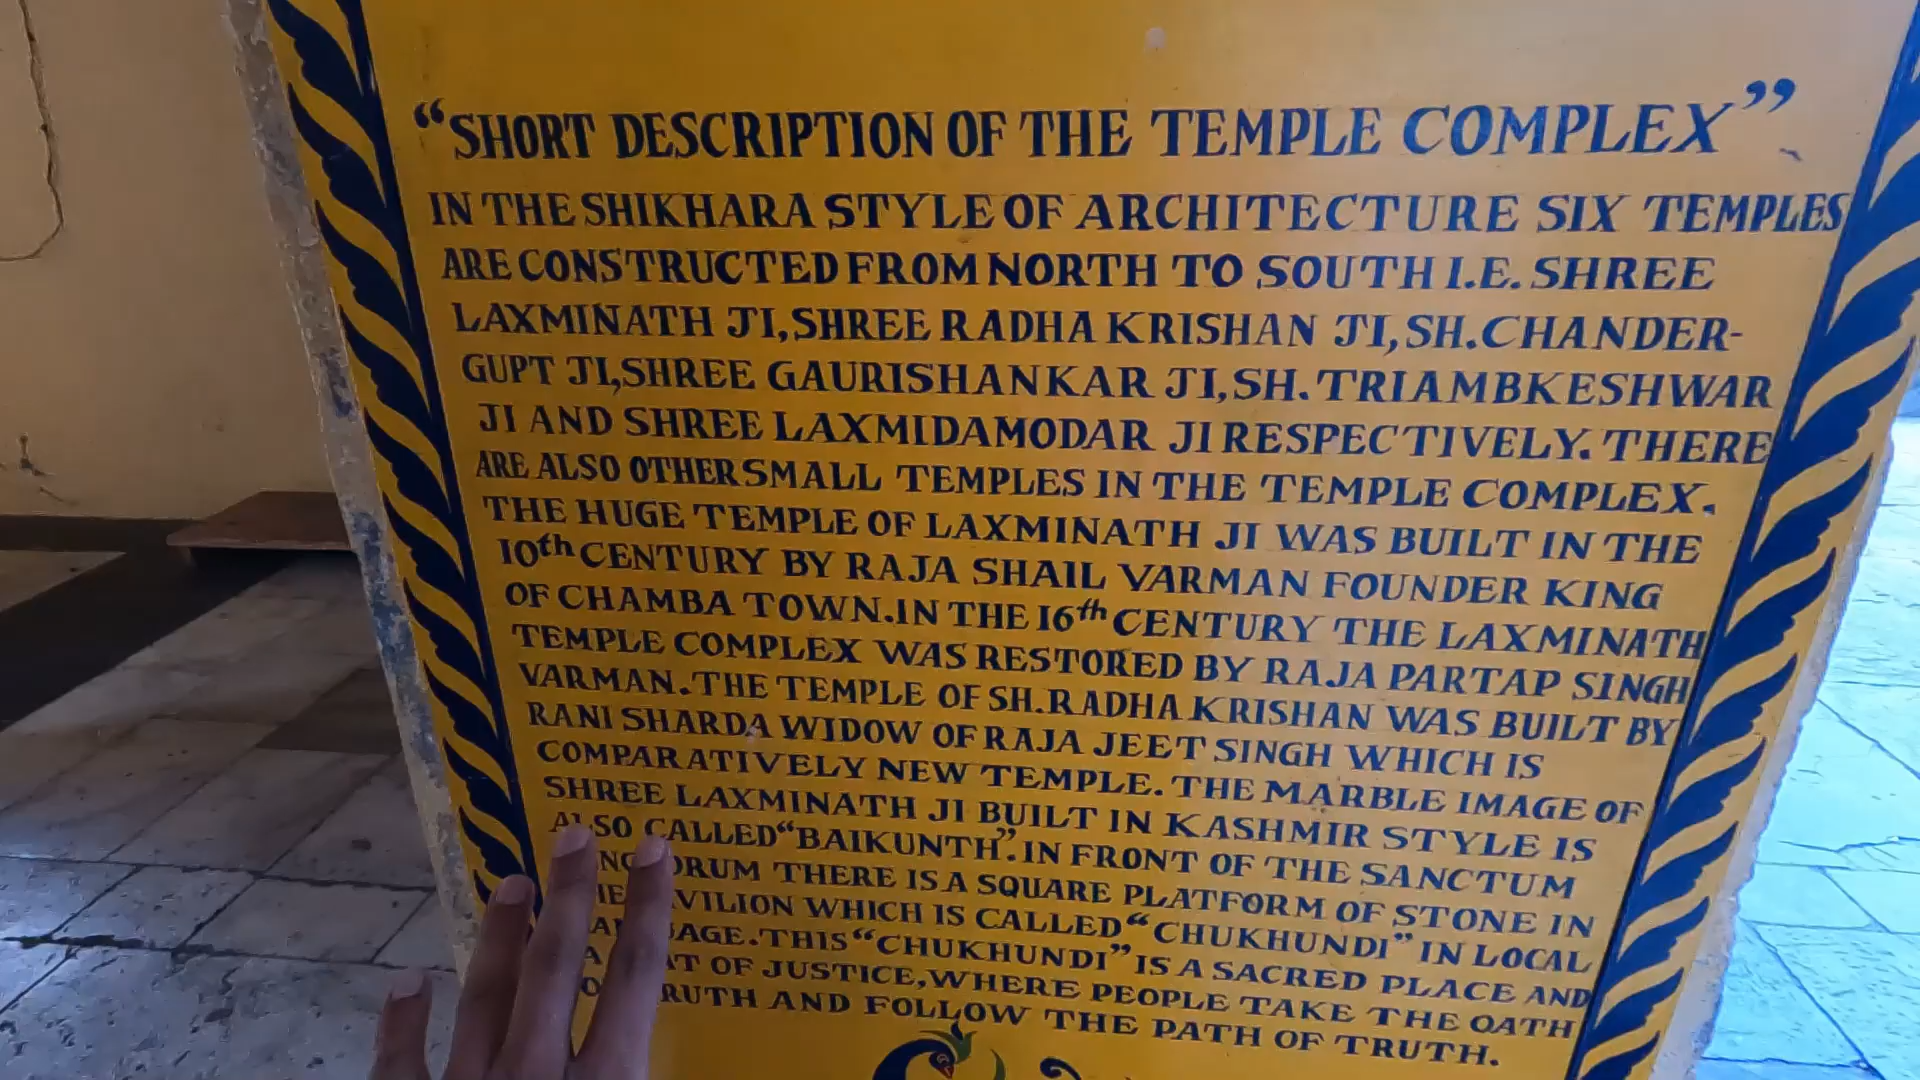 “SHORT DESCRIPTION OF THE TEMPLE COMPLEX”
IN THE SHIKHARA STYLE OF ARCHITECTURE SIX TEMPLES
ARE CONSTRUCTED FROM NORTH TO SOUTH I.E. SHREE
LAXMINATH JI, SHREE RADHA KRISHAN JI, SH. CHANDER-
GUPT JI, SHREE GAURISHANKAR JI, SH. TRIAMBKESHWAR
JI AND SHREE LAXMIDAMODAR JI RESPECTIVELY. THERE
ARE ALSO OTHER SMALL TEMPLES IN THE TEMPLE COMPLEX.
THE HUGE TEMPLE OF LAXMINATH JI WAS BUILT IN THE
10th CENTURY BY RAJA SHAIL VARMAN FOUNDER KING
OF CHAMBA TOWN. IN THE 16th CENTURY THE LAXMINATH
TEMPLE COMPLEX WAS RESTORED BY RAJA PARTAP SINGH
VARMAN. THE TEMPLE OF SH. RADHA KRISHAN WAS BUILT BY
RANI SHARDA WIDOW OF RAJA JEET SINGH WHICH IS
COMPARATIVELY NEW TEMPLE. THE MARBLE IMAGE OF
SHREE LAXMINATH JI BUILT IN KASHMIR STYLE IS
ALSO CALLED “BAIKUNTH”. IN FRONT OF THE SANCTUM
THERE IS A SQUARE PLATFORM OF STONE IN
WHICH IS CALLED “CHUKHUNDI” IN LOCAL
THIS “CHUKHUNDI” IS A SACRED PLACE AND
A OF JUSTICE, WHERE PEOPLE TAKE THE OATH
AND FOLLOW THE PATH OF TRUTH.